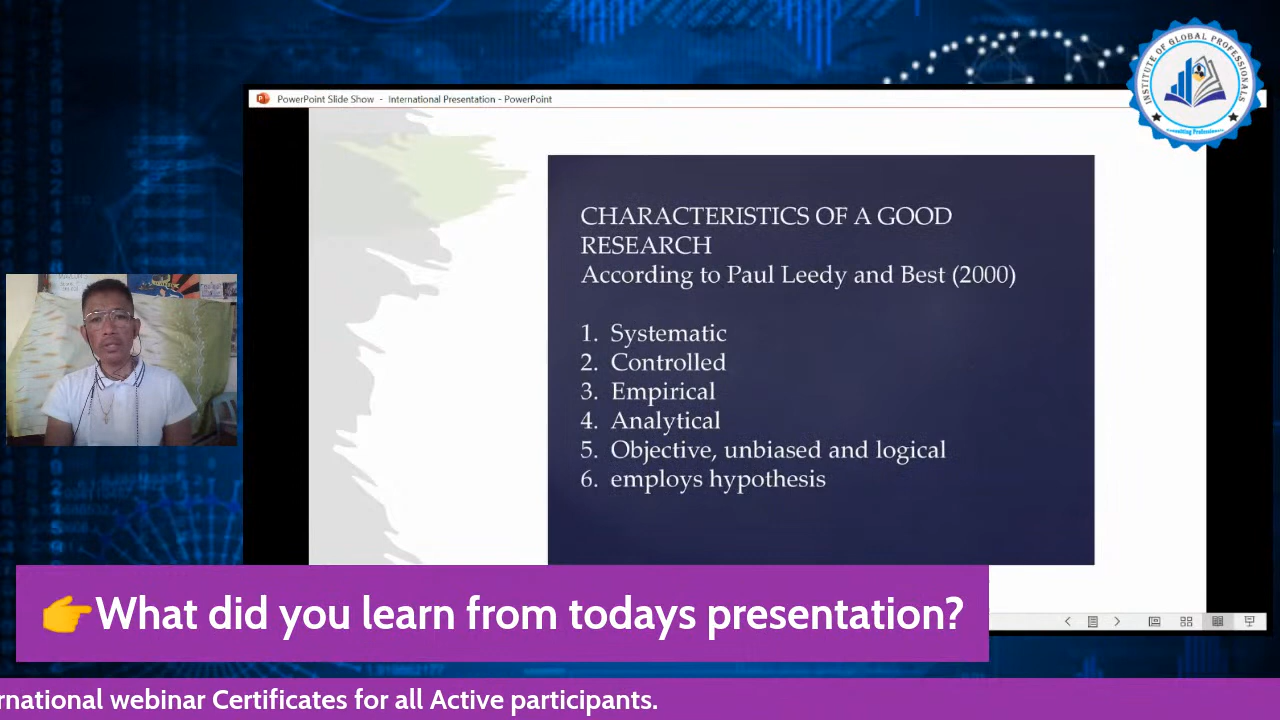 INSTITUTE OF GLOBAL PROFESSIONALS
Consulting Professionals
PowerPoint Slide Show - International Presentation - PowerPoint
CHARACTERISTICS OF A GOOD
RESEARCH
According to Paul Leedy and Best (2000)
1. Systematic
2. Controlled
3. Empirical
4. Analytical
5. Objective, unbiased and logical
6. employs hypothesis
👉What did you learn from todays presentation?
rnational webinar Certificates for all Active participants.